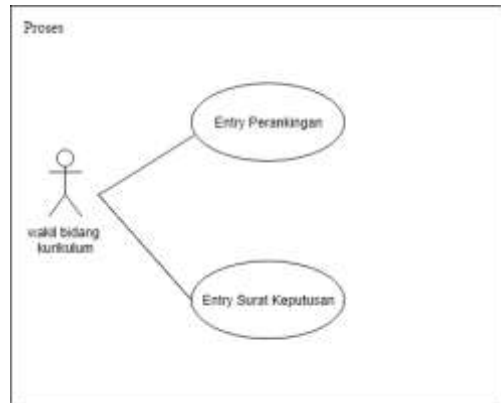 Proses
Entry Perankingan
wakil bidang
kurikulum
Entry Surat Keputusan